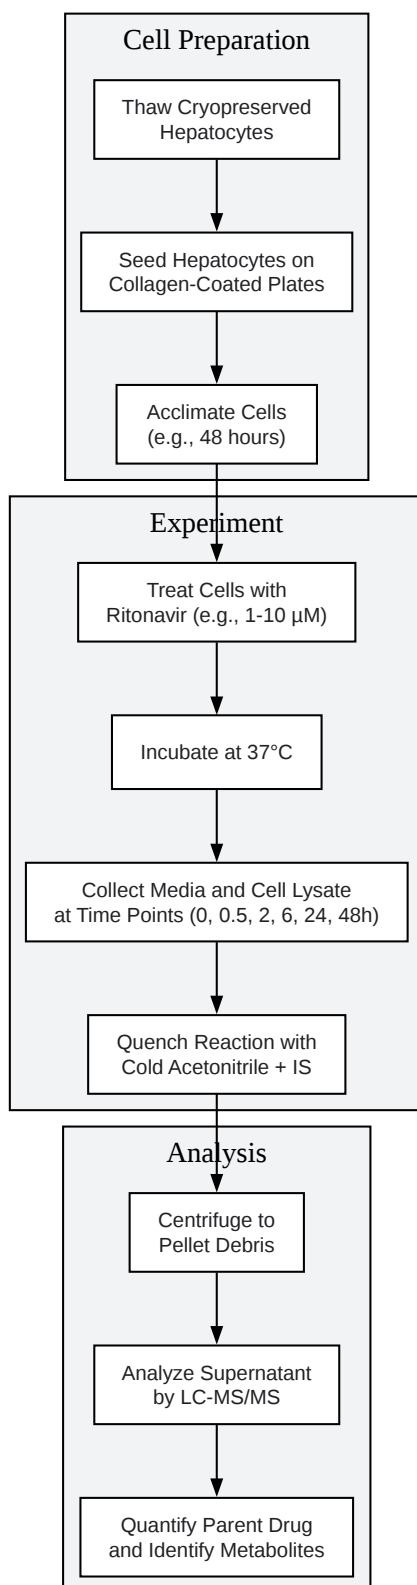 Cell Preparation
Thaw Cryopreserved
Hepatocytes
Seed Hepatocytes on
Collagen-Coated Plates
Acclimate Cells
(e.g., 48 hours)
Experiment
Treat Cells with
Ritonavir (e.g., 1-10 µM)
Incubate at 37°C
Collect Media and Cell Lysate
at Time Points (0, 0.5, 2, 6, 24, 48h)
Quench Reaction with
Cold Acetonitrile + IS
Analysis
Centrifuge to
Pellet Debris
Analyze Supernatant
by LC-MS/MS
Quantify Parent Drug
and Identify Metabolites